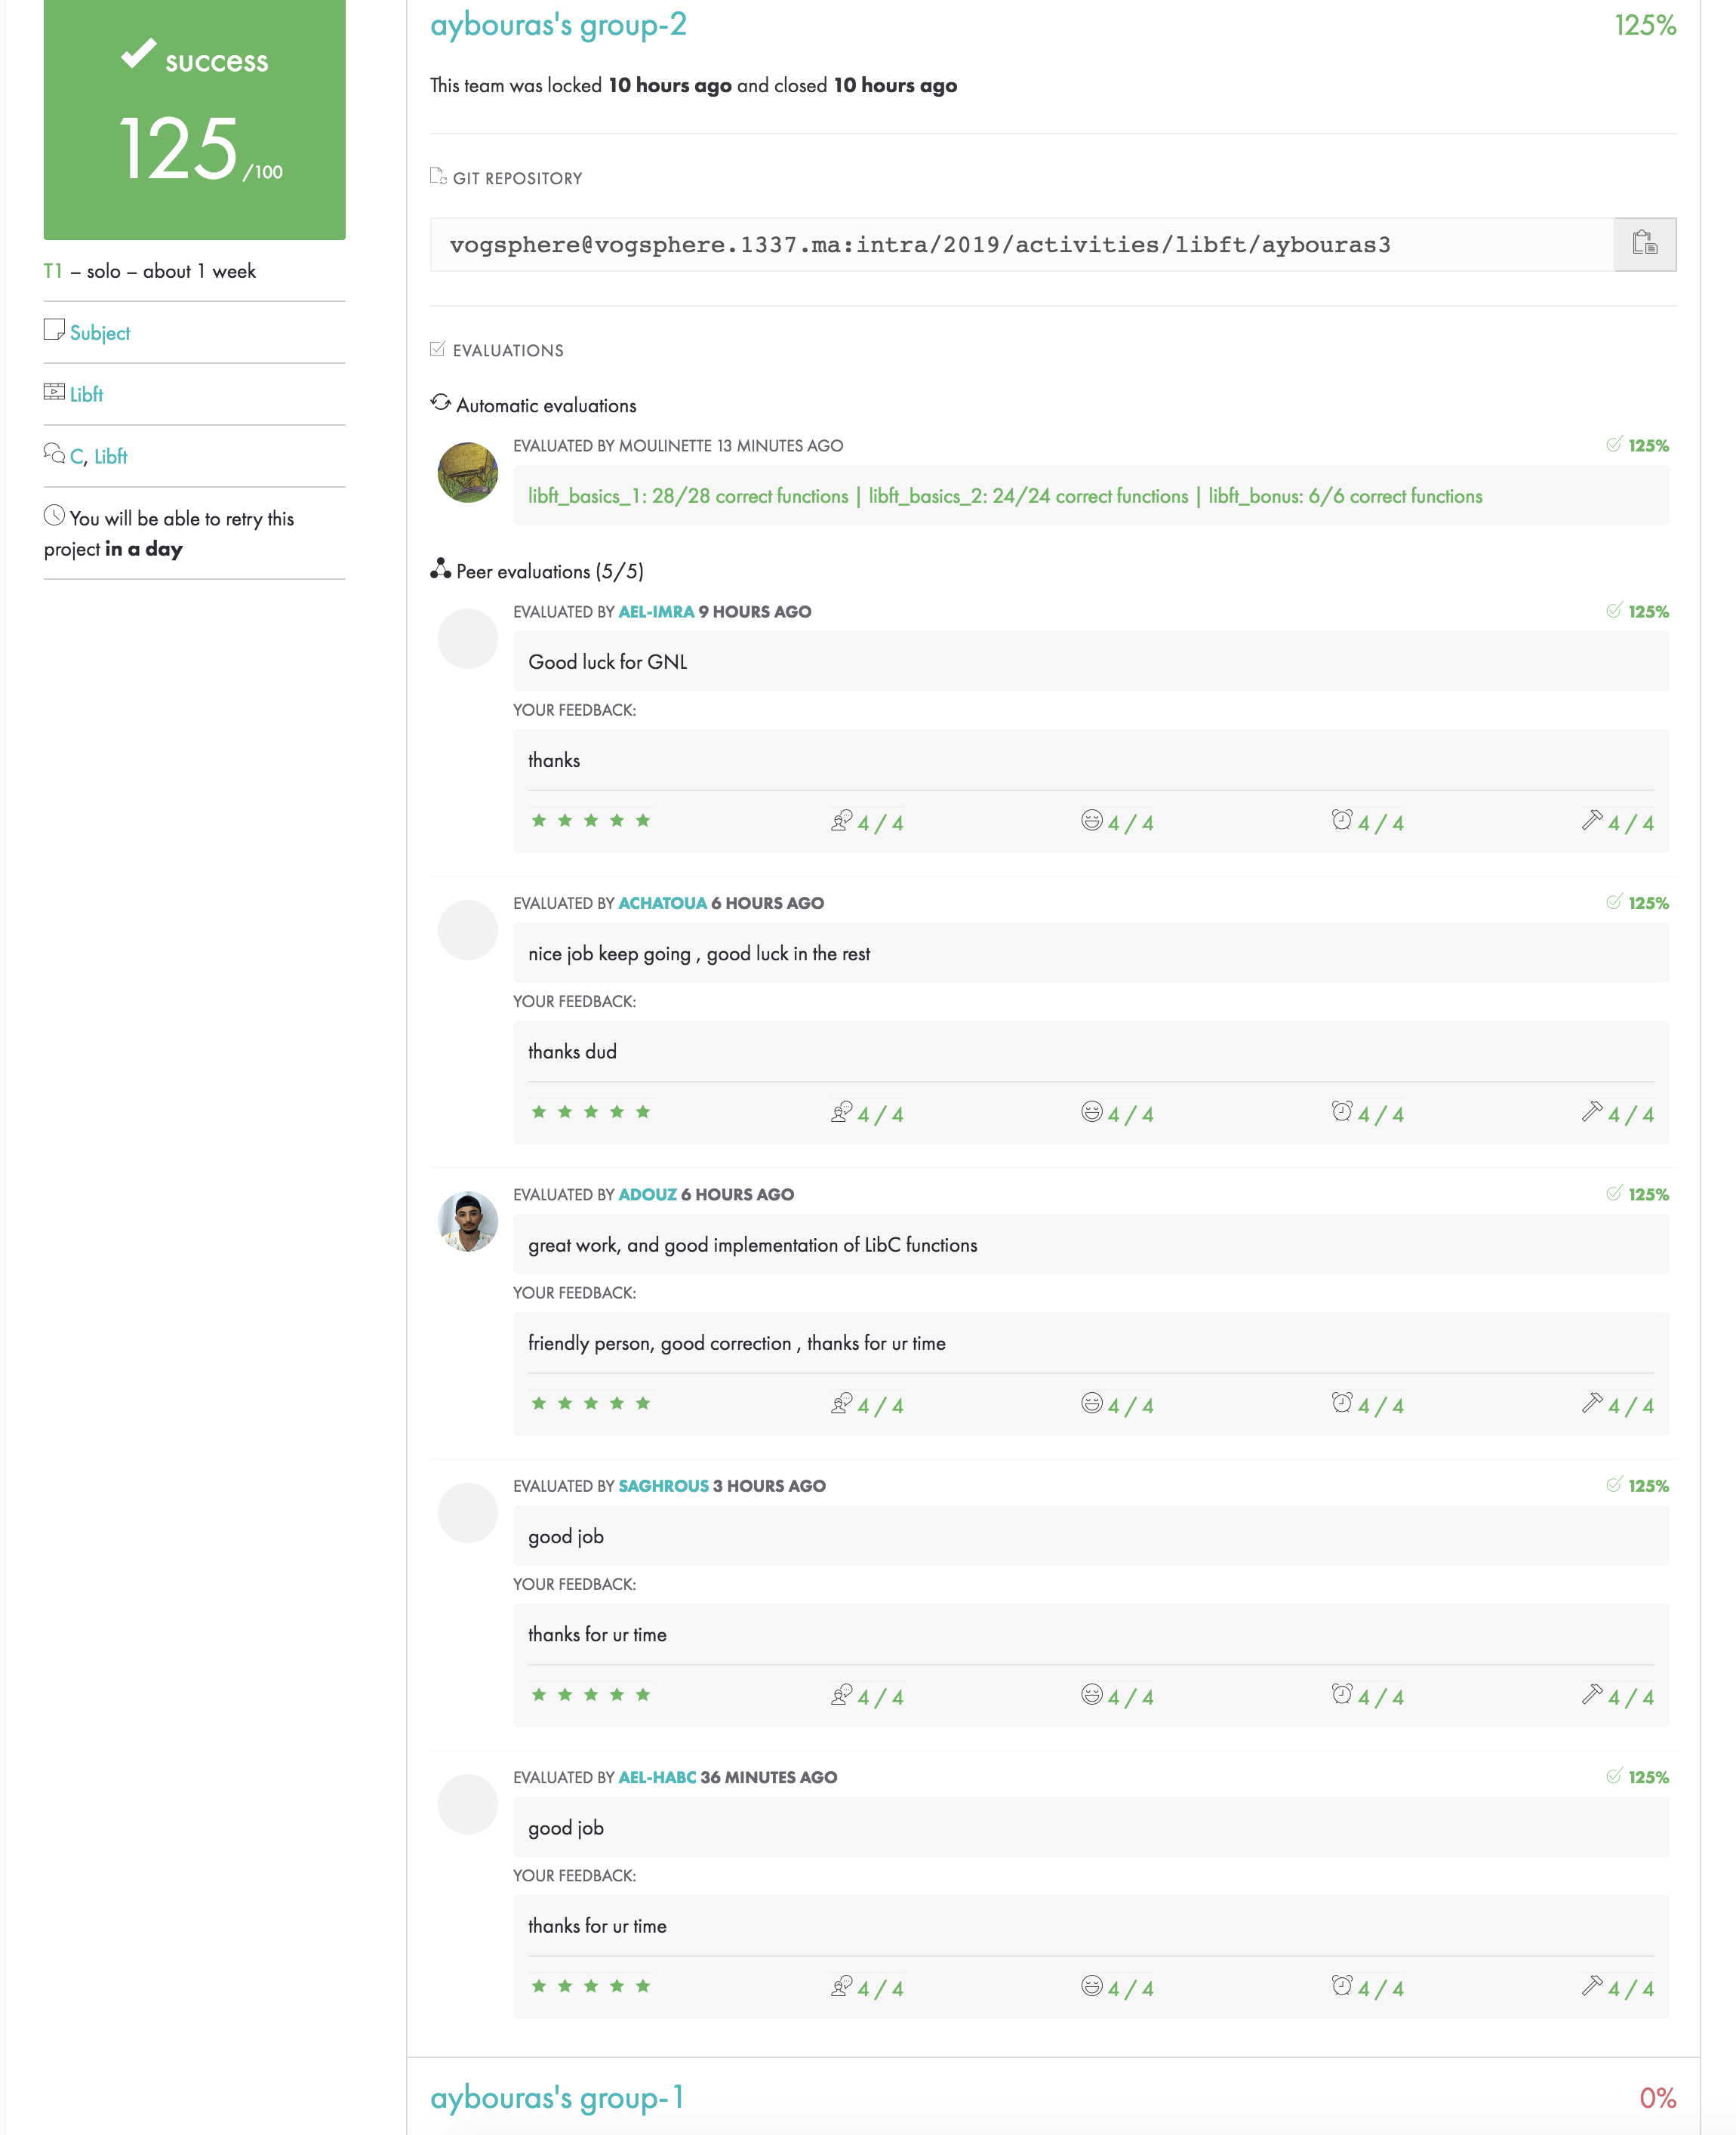 success
125 /100
T1 – solo – about 1 week
Subject
Libft
C, Libft
You will be able to retry this
project in a day
aybouras's group-2
125%
This team was locked 10 hours ago and closed 10 hours ago
GIT REPOSITORY
vogsphere@vogsphere.1337.ma:intra/2019/activities/libft/aybouras3
EVALUATIONS
Automatic evaluations
EVALUATED BY MOULINETTE 13 MINUTES AGO
125%
libft_basics_1: 28/28 correct functions | libft_basics_2: 24/24 correct functions | libft_bonus: 6/6 correct functions
Peer evaluations (5/5)
EVALUATED BY AEL-IMRA 9 HOURS AGO
125%
Good luck for GNL
YOUR FEEDBACK:
thanks
4 / 4
4 / 4
4 / 4
4 / 4
EVALUATED BY ACHATOUA 6 HOURS AGO
125%
nice job keep going , good luck in the rest
YOUR FEEDBACK:
thanks dud
4 / 4
4 / 4
4 / 4
4 / 4
EVALUATED BY ADOUZ 6 HOURS AGO
125%
great work, and good implementation of LibC functions
YOUR FEEDBACK:
friendly person, good correction , thanks for ur time
4 / 4
4 / 4
4 / 4
4 / 4
EVALUATED BY SAGHROUS 3 HOURS AGO
125%
good job
YOUR FEEDBACK:
thanks for ur time
4 / 4
4 / 4
4 / 4
4 / 4
EVALUATED BY AEL-HABC 36 MINUTES AGO
125%
good job
YOUR FEEDBACK:
thanks for ur time
4 / 4
4 / 4
4 / 4
4 / 4
aybouras's group-1
0%